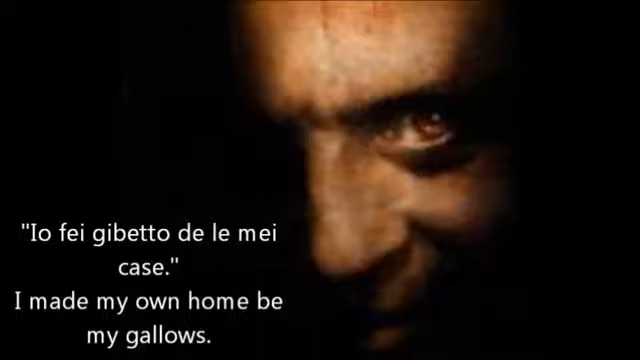 "Io fei gibetto de le mei
case."
I made my own home be
my gallows.